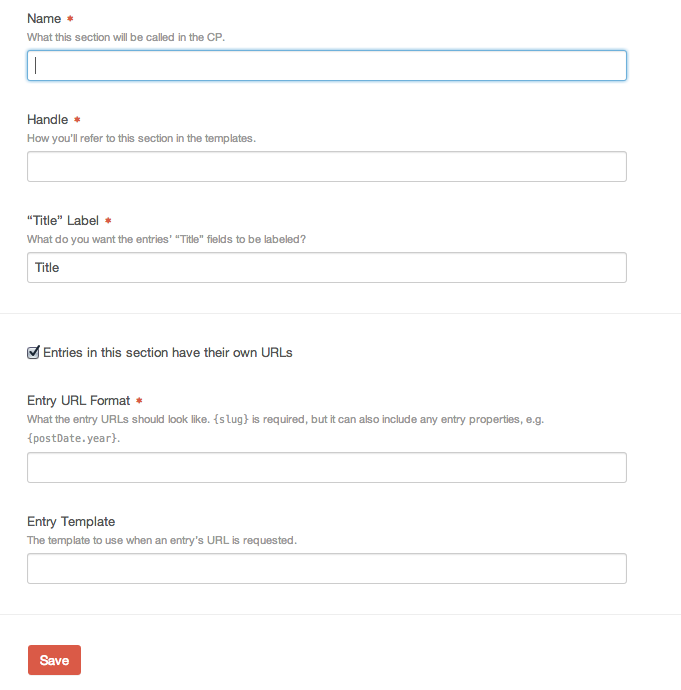 Name *
What this section will be called in the CP.
Handle *
How you'll refer to this section in the templates.
“Title” Label *
What do you want the entries' “Title” fields to be labeled?
Title
Entries in this section have their own URLs
Entry URL Format *
What the entry URLs should look like. {slug} is required, but it can also include any entry properties, e.g.
{postDate.year}.
Entry Template
The template to use when an entry's URL is requested.
Save